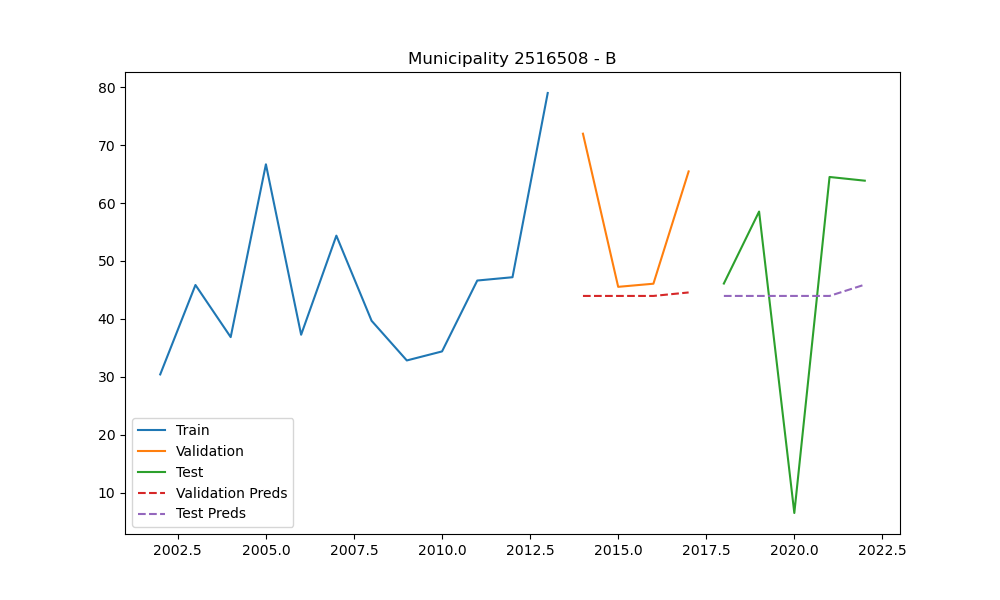 Municipality 2516508 - B
80
70
60
50
40
30
20
10
Train
Validation
Test
Validation Preds
Test Preds
2002.5 2005.0 2007.5 2010.0 2012.5 2015.0 2017.5 2020.0 2022.5